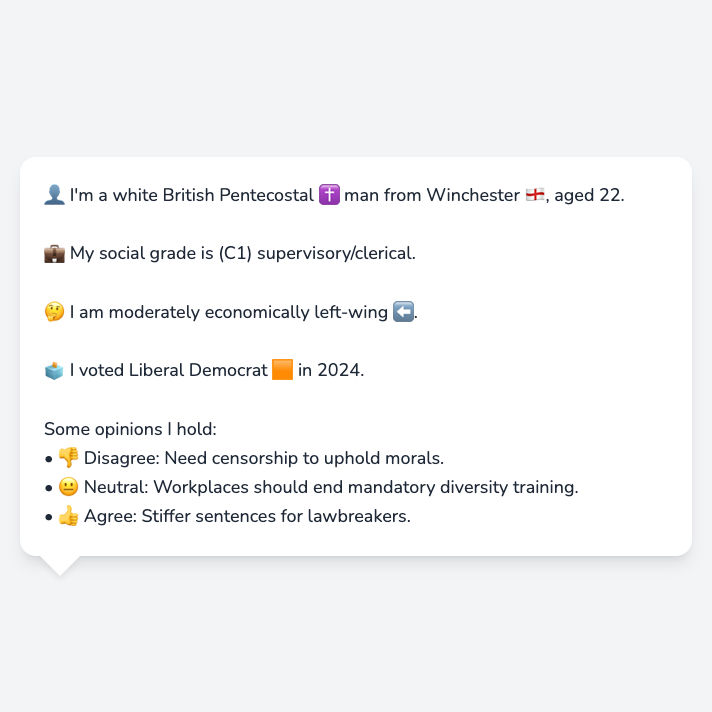 👤 I'm a white British Pentecostal ✝️ man from Winchester 🏴󠁧󠁢󠁥󠁮󠁧󠁿, aged 22.
💼 My social grade is (C1) supervisory/clerical.
🤔 I am moderately economically left-wing ⬅️.
🗳️ I voted Liberal Democrat 🟧 in 2024.
Some opinions I hold:
• 👎 Disagree: Need censorship to uphold morals.
• 😐 Neutral: Workplaces should end mandatory diversity training.
• 👍 Agree: Stiffer sentences for lawbreakers.